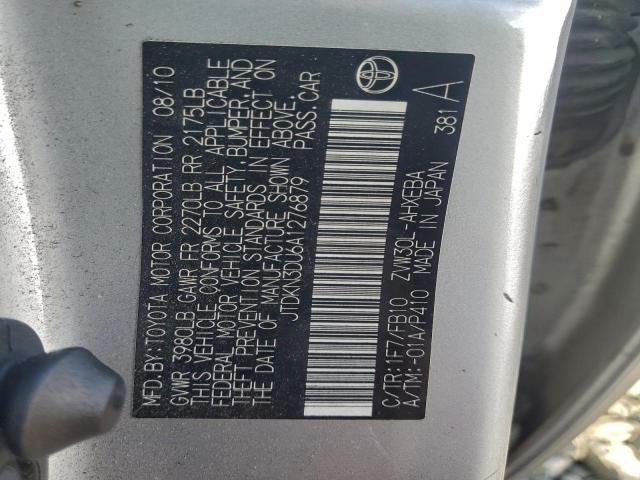 MFD.BY:TOYOTA MOTOR CORPORATION 08/10
GVWR 3980LB GAWR FR 2270LB RR 2175LB
THIS VEHICLE CONFORMS TO ALL APPLICABLE
FEDERAL MOTOR VEHICLE SAFETY,BUMPER,AND
THEFT PREVENTION STANDARDS IN EFFECT ON
THE DATE OF MANUFACTURE SHOWN ABOVE.
JTDKN3DU6A1276879 PASS.CAR
C/TR:1F7/FB10 ZVW30L-AHXEBA
A/TM:-01A/P410 MADE IN JAPAN 381 A